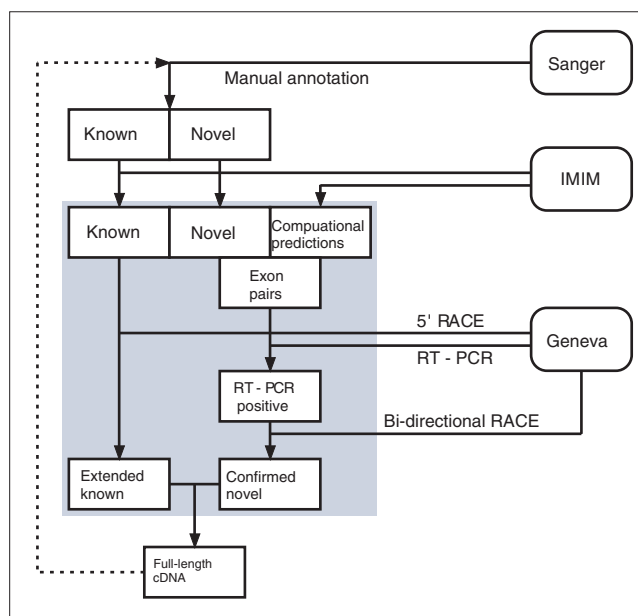 Sanger
Manual annotation
Known
Novel
IMIM
Known
Novel
Compuational
predictions
Exon
pairs
5' RACE
Geneva
RT - PCR
RT - PCR
positive
Bi-directional RACE
Extended
known
Confirmed
novel
Full-length
cDNA